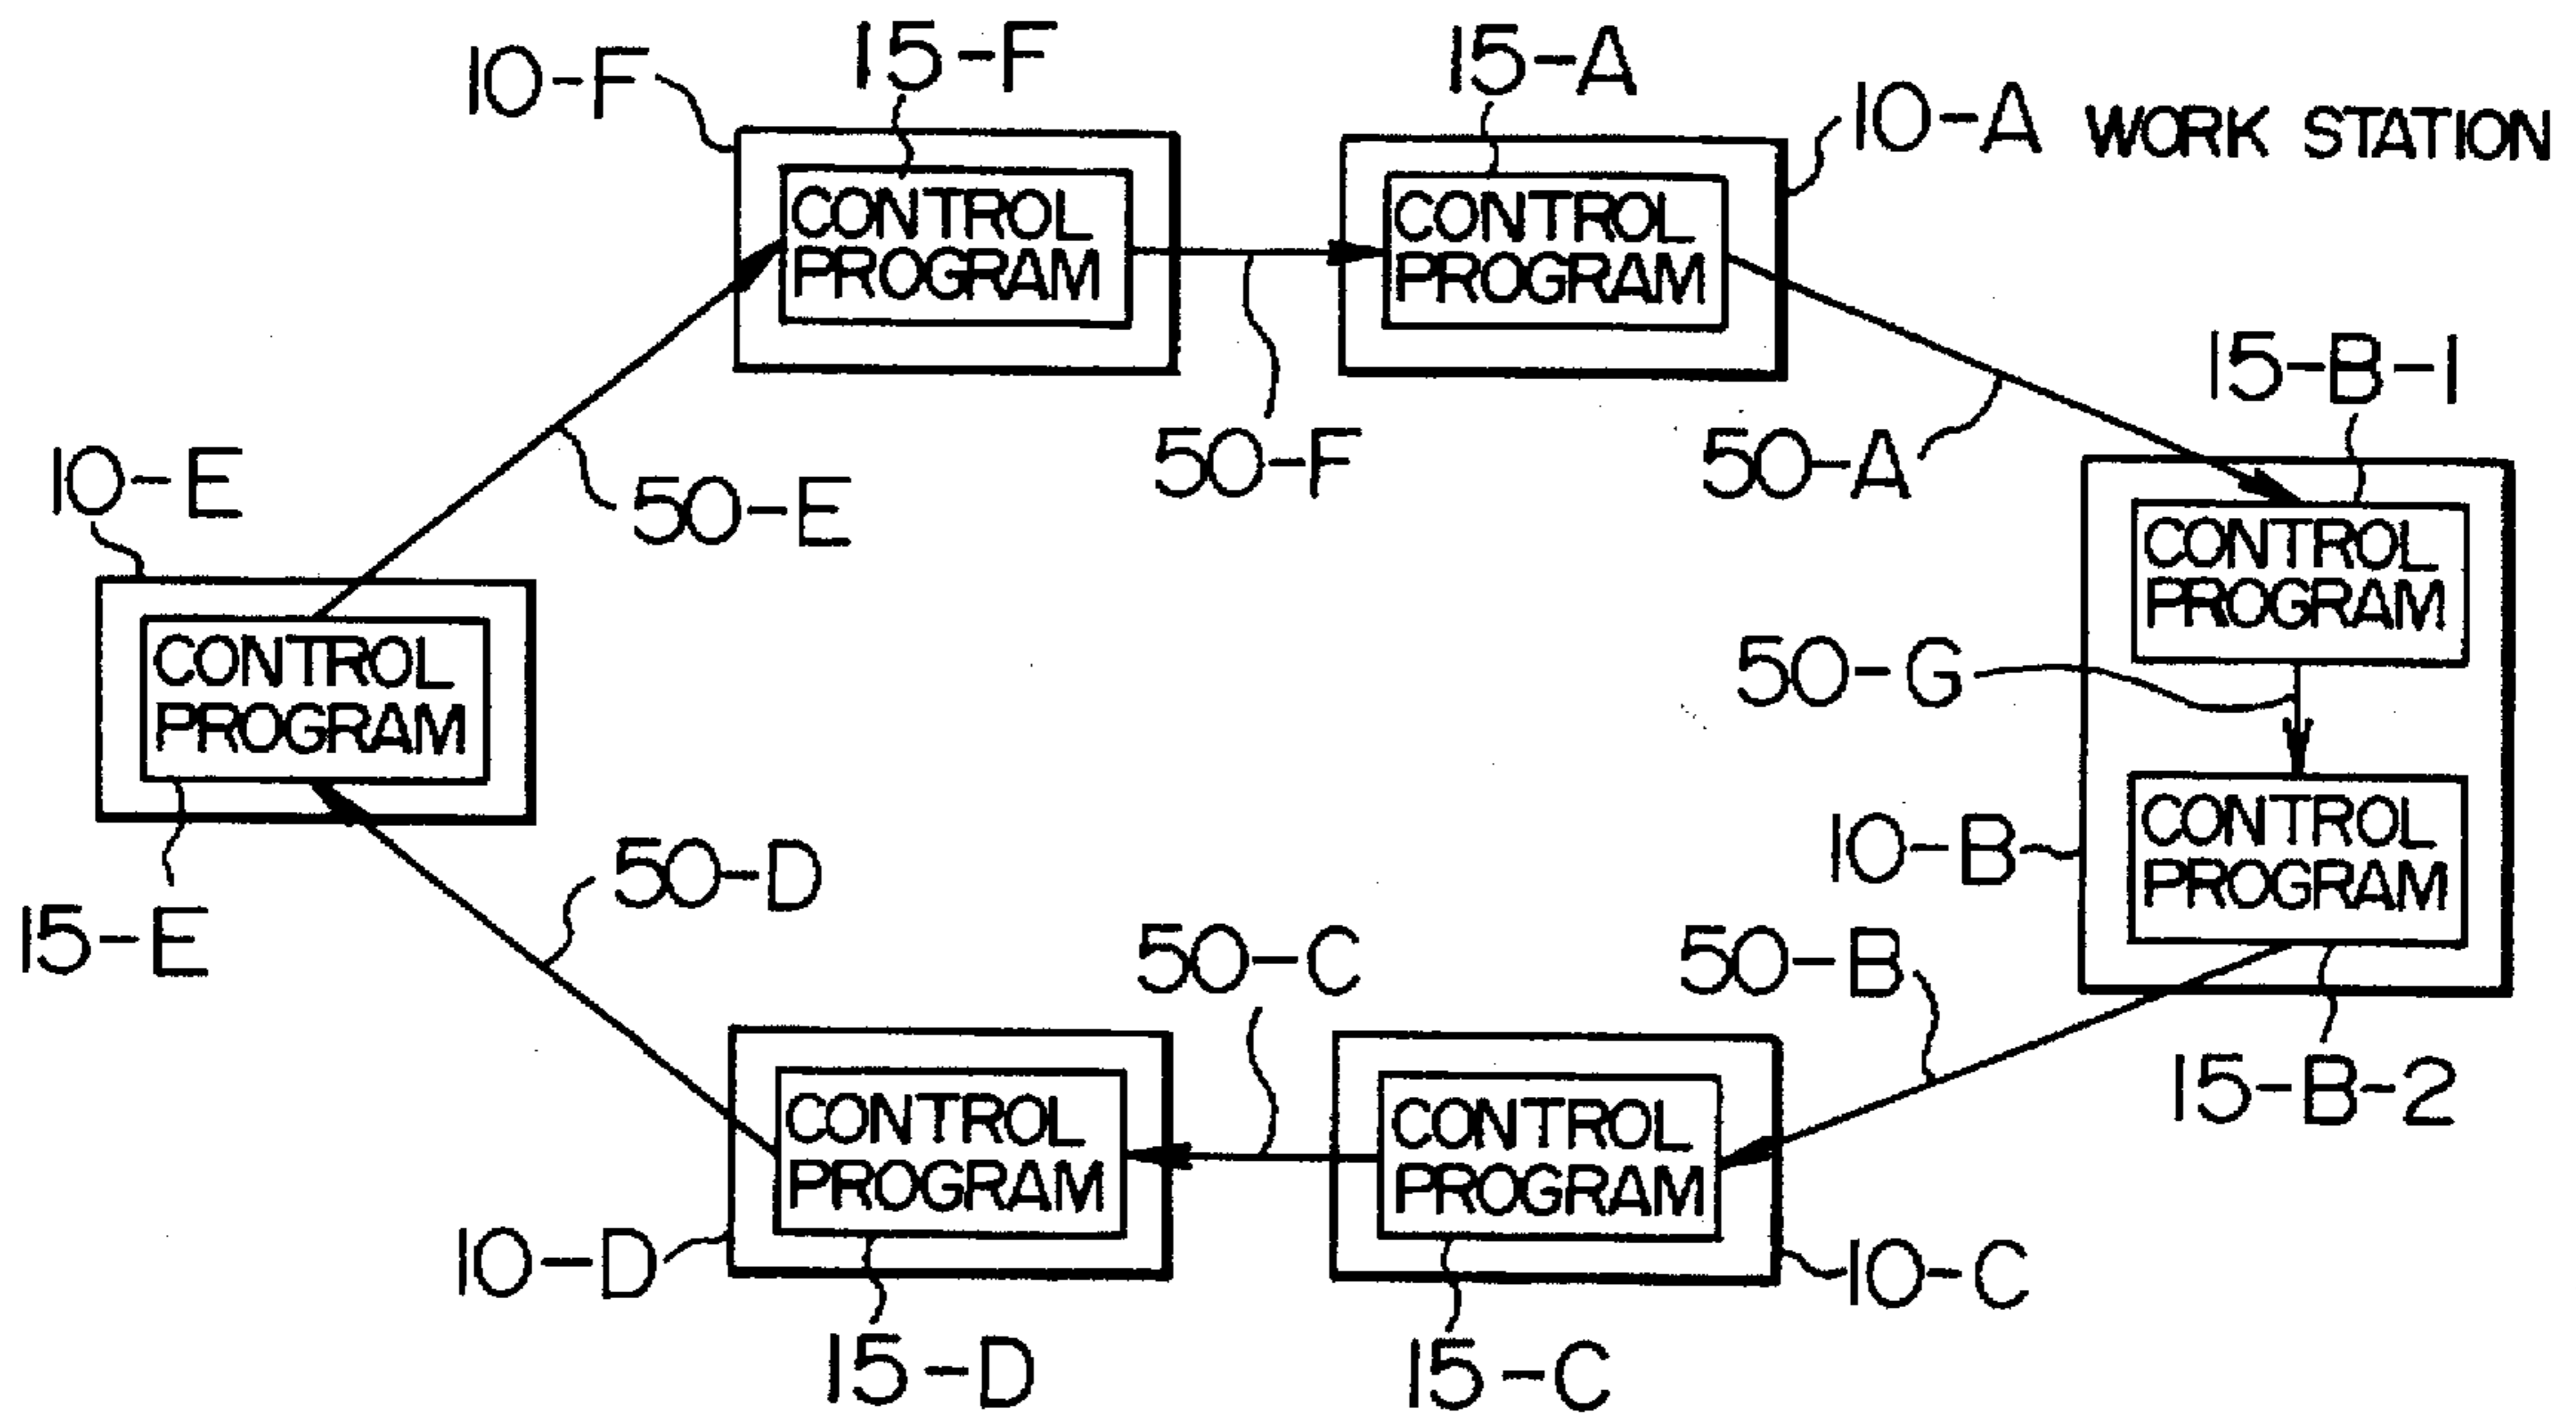 15-F
15-A
10-F
10-A WORK STATION
CONTROL
PROGRAM
CONTROL
PROGRAM
15-B-1
50-F
50-A
10-E
50-E
CONTROL
PROGRAM
CONTROL
PROGRAM
50-G
CONTROL
PROGRAM
10-B
50-D
15-E
50-C
50-B
15-B-2
CONTROL
PROGRAM
CONTROL
PROGRAM
10-D
10-C
15-D
15-C